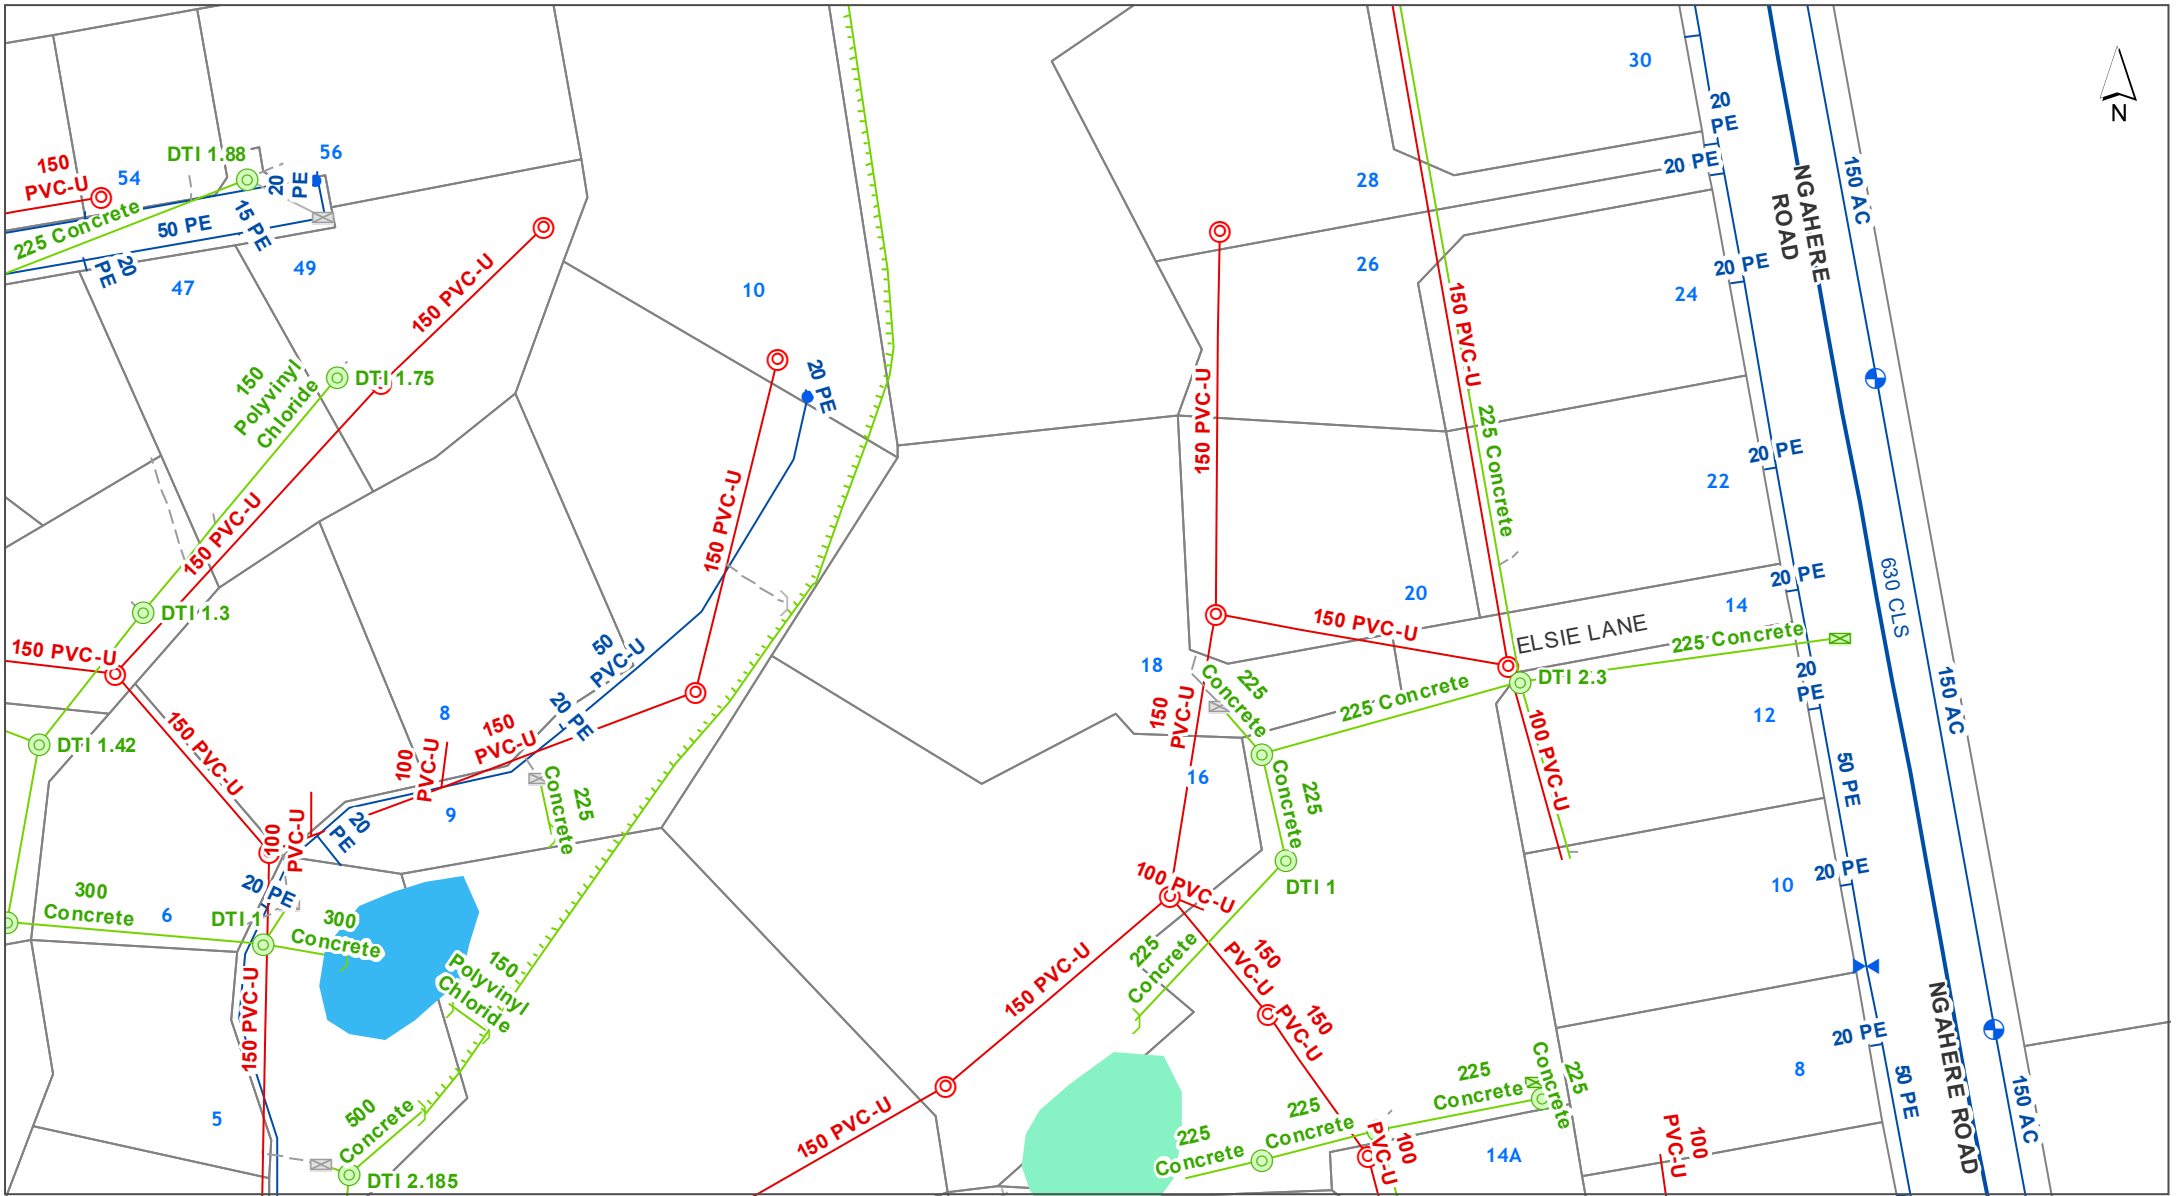 30
20
PE
N
DTI 1.88
56
150
PVC-U
54
20
PE
28
20 PE
150 AC
NGAHERE
ROAD
225 Concrete
50 PE
15 PE
20
PE
47
49
150 PVC-U
10
26
24
20 PE
150 PVC-U
150
Polyvinyl
Chloride
DTI 1.75
20 PE
150 PVC-U
225 Concrete
20 PE
22
150 PVC-U
150 PVC-U
630 CLS
20 PE
14
20
DTI 1.3
150 PVC-U
ELSIE LANE
225 Concrete
150 PVC-U
50
PVC-U
18
225
Concrete
225 Concrete
DTI 2.3
20
PE
150 AC
150 PVC-U
8
150
PVC-U
20 PE
150
PVC-U
100 PVC-U
12
DTI 1.42
100
PVC-U
225
Concrete
16
225
Concrete
50 PE
9
20
PE
100
PVC-U
20 PE
300
Concrete
6
DTI 1
300
Concrete
100 PVC-U
DTI 1
10
20 PE
150
Polyvinyl
Chloride
225
Concrete
150
PVC-U
150 PVC-U
150 PVC-U
150
PVC-U
20 PE
NGAHERE ROAD
8
50 PE
150 AC
225
Concrete
225
Concrete
225
Concrete
225
Concrete
5
500
Concrete
150 PVC-U
100
PVC-U
14A
100
PVC-U
DTI 2.185